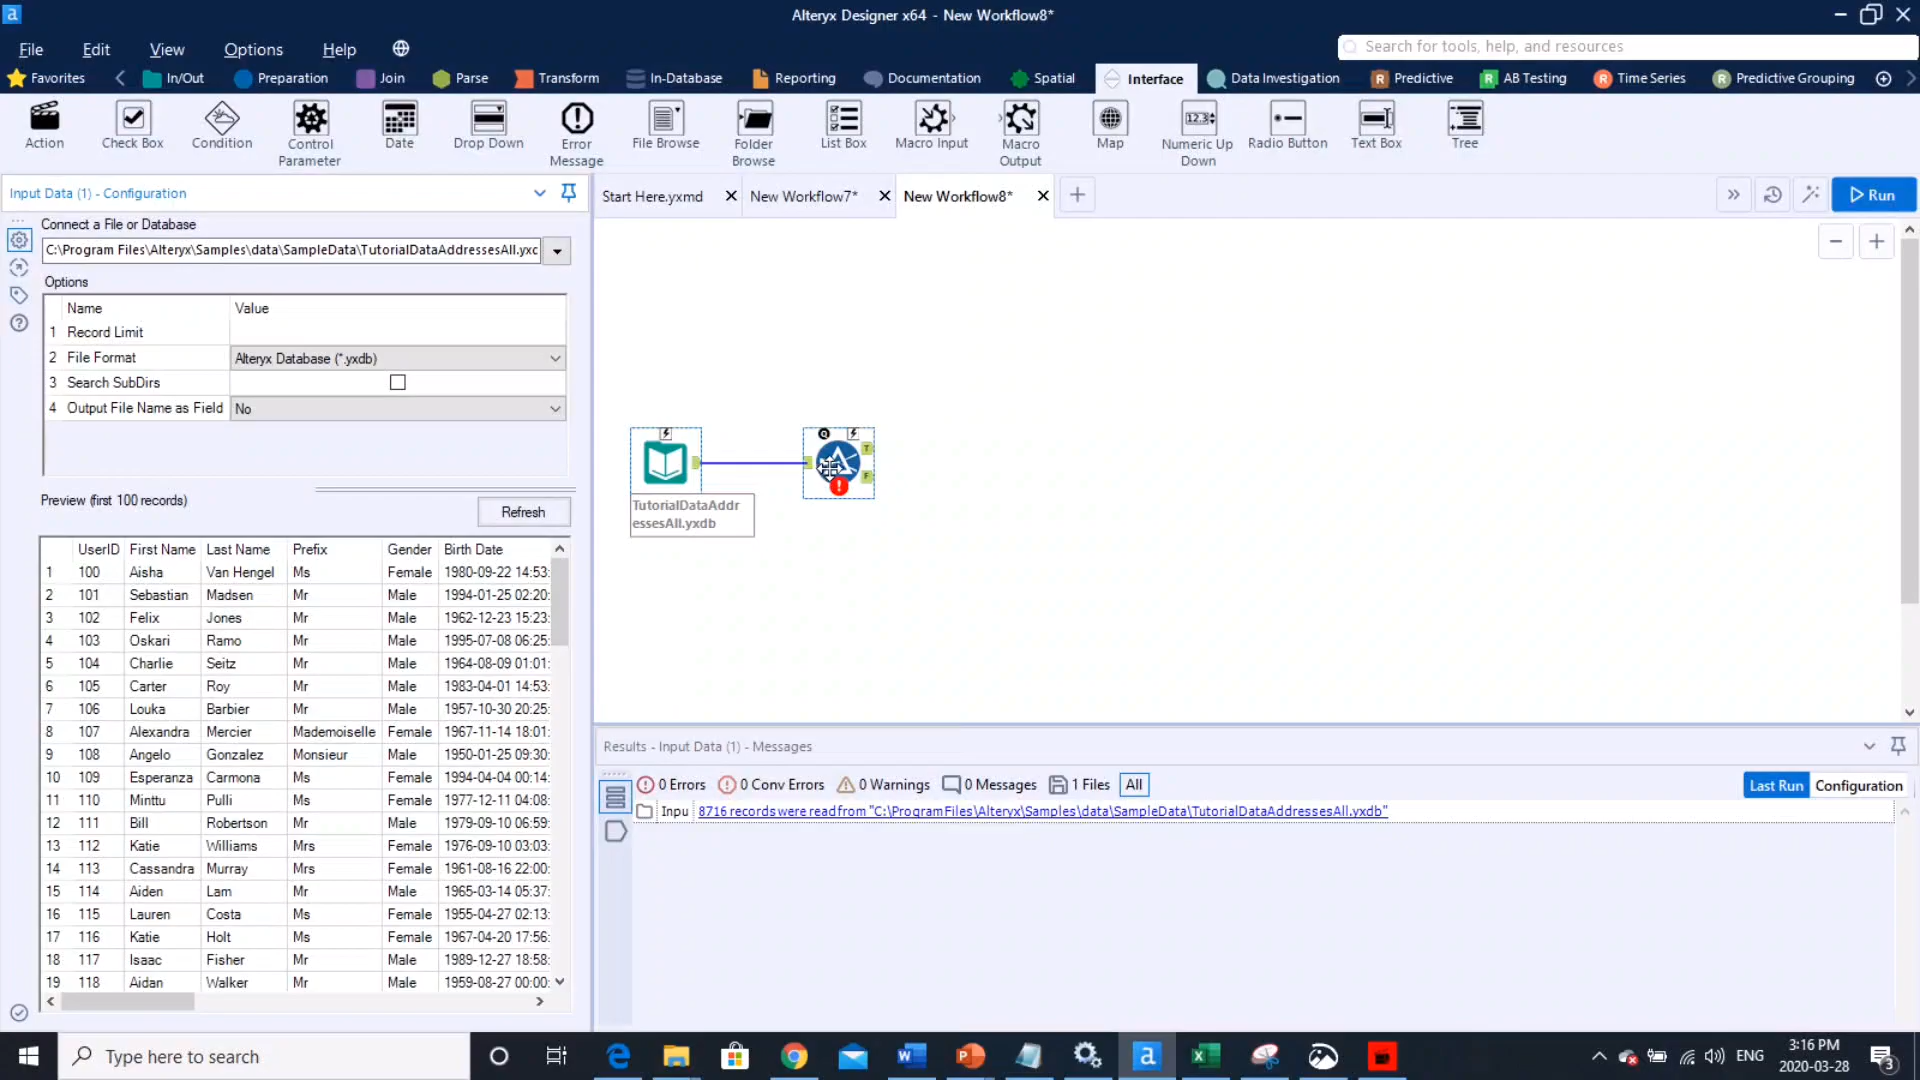 Alteryx Designer x64 - New Workflow8*
File Edit View Options Help
Search for tools, help, and resources
Favorites In/Out Preparation Join Parse Transform In-Database Reporting Documentation Spatial Interface Data Investigation Predictive AB Testing Time Series Predictive Grouping
Action Check Box Condition Control Parameter Date Drop Down Error Message File Browse Folder Browse List Box Macro Input Macro Output Map Numeric Up Down Radio Button Text Box Tree
Input Data (1) - Configuration
Start Here.yxmd New Workflow7* New Workflow8*
Run
Connect a File or Database
C:\Program Files\Alteryx\Samples\data\SampleData\TutorialDataAddressesAll.yxc
Options
Name Value
1 Record Limit
2 File Format Alteryx Database (*.yxdb)
3 Search SubDirs
4 Output File Name as Field No
Preview (first 100 records)
Refresh
UserID First Name Last Name Prefix Gender Birth Date
1 100 Aisha Van Hengel Ms Female 1980-09-22 14:53:
2 101 Sebastian Madsen Mr Male 1994-01-25 02:20:
3 102 Felix Jones Mr Male 1962-12-23 15:23:
4 103 Oskari Ramo Mr Male 1995-07-08 06:25:
5 104 Charlie Seitz Mr Male 1964-08-09 01:01:
6 105 Carter Roy Mr Male 1983-04-01 14:53:
7 106 Louka Barbier Mr Male 1957-10-30 20:25:
8 107 Alexandra Mercier Mademoiselle Female 1967-11-14 18:01:
9 108 Angelo Gonzalez Monsieur Male 1950-01-25 09:30:
10 109 Esperanza Carmona Ms Female 1994-04-04 00:14:
11 110 Minttu Pulli Ms Female 1977-12-11 04:08:
12 111 Bill Robertson Mr Male 1979-09-10 06:59:
13 112 Katie Williams Mrs Female 1976-09-10 03:03:
14 113 Cassandra Murray Mrs Female 1961-08-16 22:00:
15 114 Aiden Lam Mr Male 1965-03-14 05:37:
16 115 Lauren Costa Ms Female 1955-04-27 02:13:
17 116 Katie Holt Ms Female 1967-04-20 17:56:
18 117 Isaac Fisher Mr Male 1989-12-27 18:58:
19 118 Aidan Walker Mr Male 1959-08-27 00:00:
T
F
TutorialDataAddr
essesAll.yxdb
Results - Input Data (1) - Messages
0 Errors 0 Conv Errors 0 Warnings 0 Messages 1 Files All
Last Run Configuration
Inpu 8716 records were read from "C:\Program Files\Alteryx\Samples\data\SampleData\TutorialDataAddressesAll.yxdb"
Type here to search
ENG
3:16 PM
2020-03-28
3